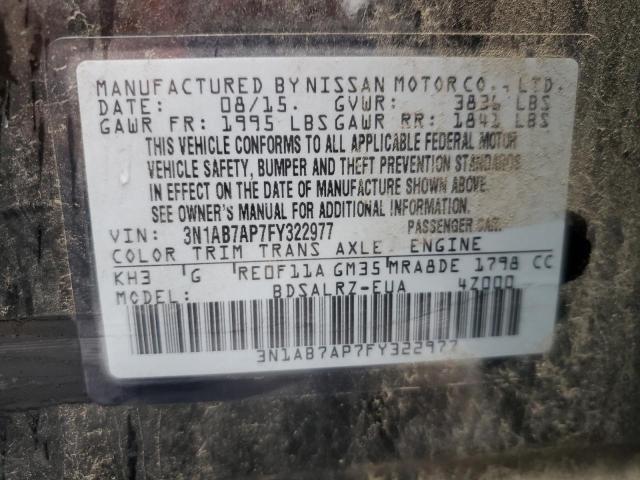 MANUFACTURED BY NISSAN MOTOR CO., LTD.
DATE: 08/15. GVWR: 3836 LBS
GAWR FR: 1995 LBS GAWR RR: 1841 LBS
THIS VEHICLE CONFORMS TO ALL APPLICABLE FEDERAL MOTOR
VEHICLE SAFETY, BUMPER AND THEFT PREVENTION STANDARDS
IN EFFECT ON THE DATE OF MANUFACTURE SHOWN ABOVE.
SEE OWNER'S MANUAL FOR ADDITIONAL INFORMATION
VIN: 3N1AB7AP7FY322977 PASSENGER CAR
COLOR TRIM TRANS AXLE ENGINE
KH3 G RE0F11A GM35 MRA8DE 1798 CC
MODEL: BDSALRZ-EUA 4Z000
3N1AB7AP7FY322977